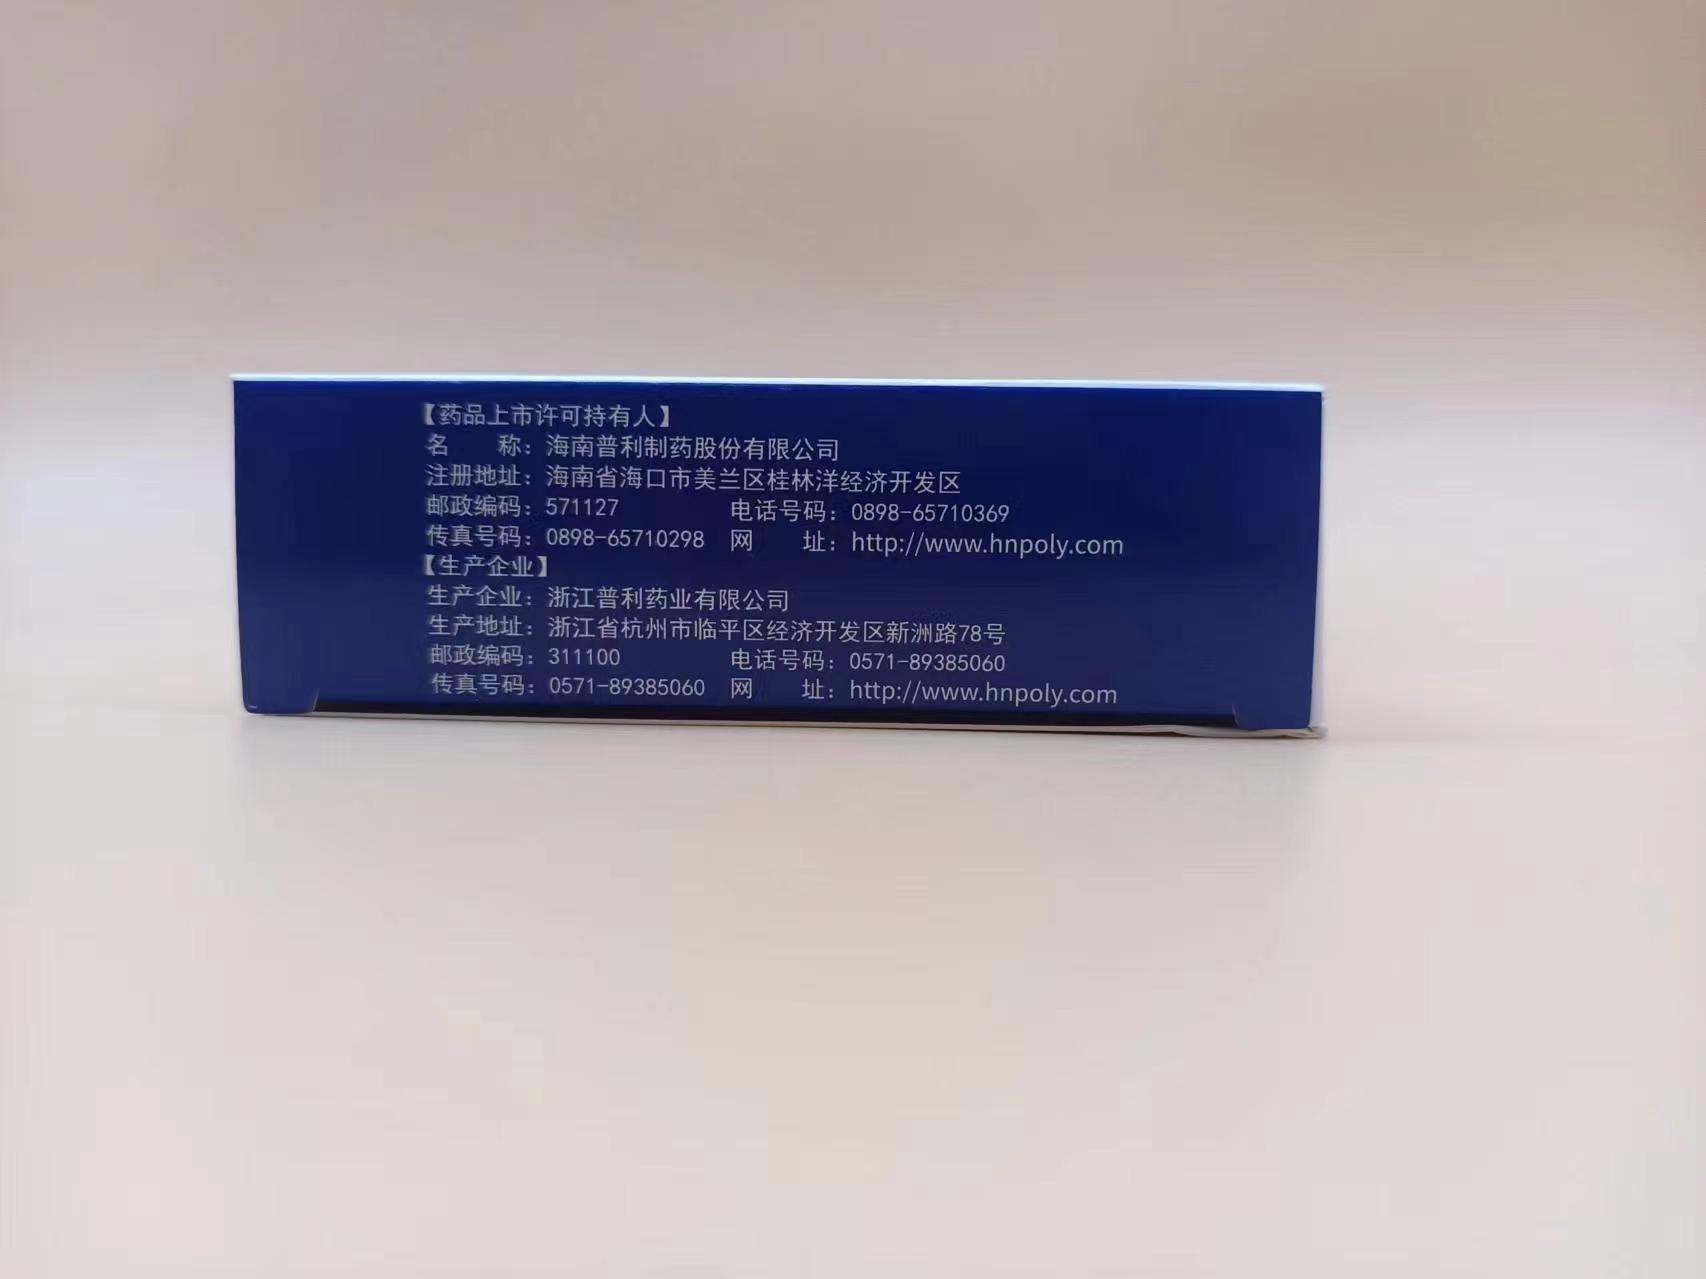 【药品上市许可持有人】
名　　称：海南普利制药股份有限公司
注册地址：海南省海口市美兰区桂林洋经济开发区
邮政编码：571127　电话号码：0898-65710369
传真号码：0898-65710298　网　　址：http://www.hnpoly.com
【生产企业】
生产企业：浙江普利药业有限公司
生产地址：浙江省杭州市临平区经济开发区新洲路78号
邮政编码：311100　电话号码：0571-89385060
传真号码：0571-89385060　网　　址：http://www.hnpoly.com